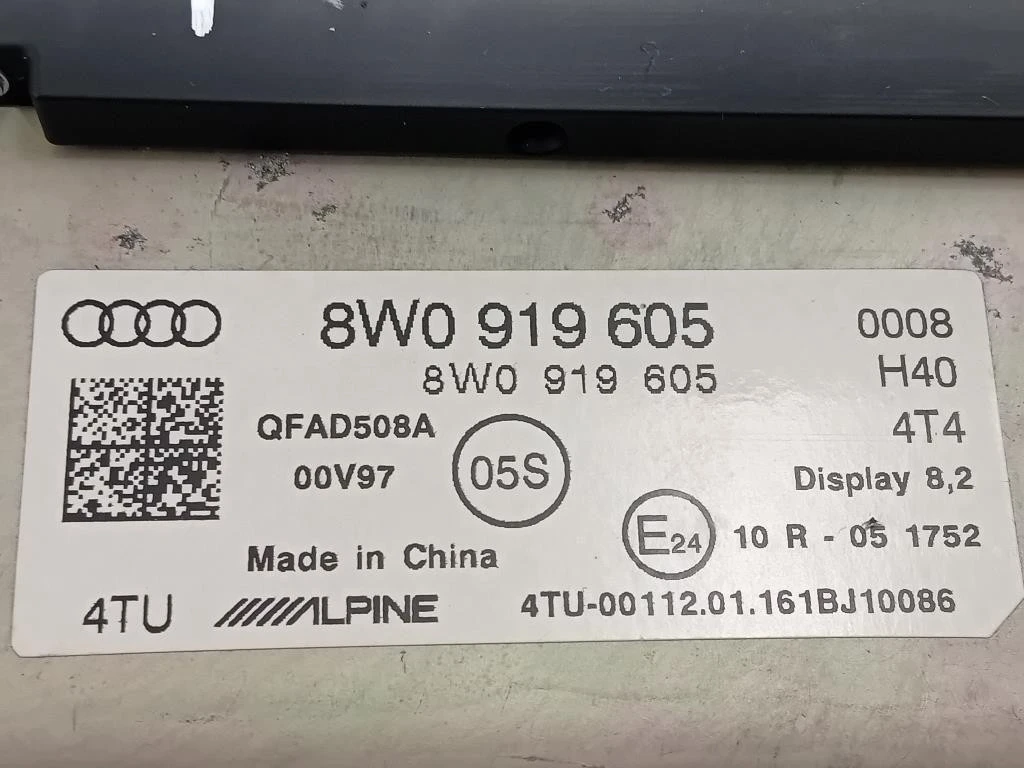 8W0 919 605 0008
8W0 919 605 H40
QFAD508A 4T4
00V97 05S Display 8,2
E24 10 R - 05 1752
Made in China
4TU ALPINE 4TU-00112.01.161BJ10086